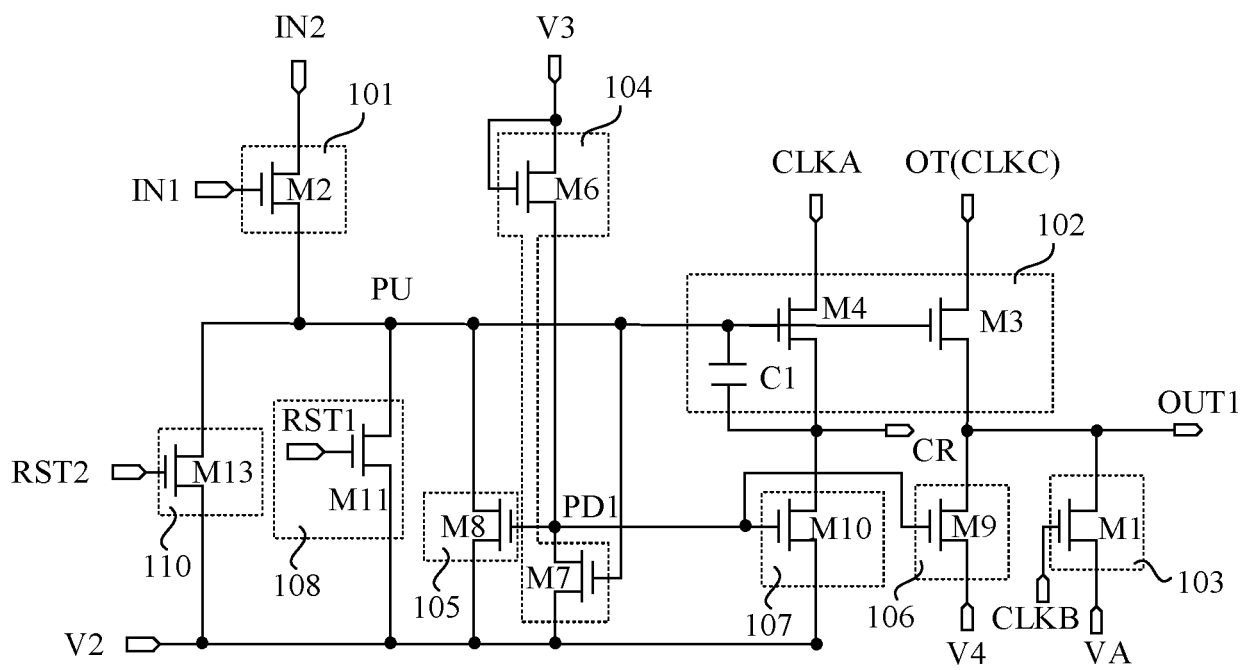 IN2
V3
101
104
CLKA
OT(CLKC)
IN1
M2
M6
102
PU
M4
M3
C1
RST1
OUT1
CR
RST2
M13
M11
PD1
M8
M10
M9
M1
M7
110
108
105
107
106
103
CLKB
V2
V4
VA